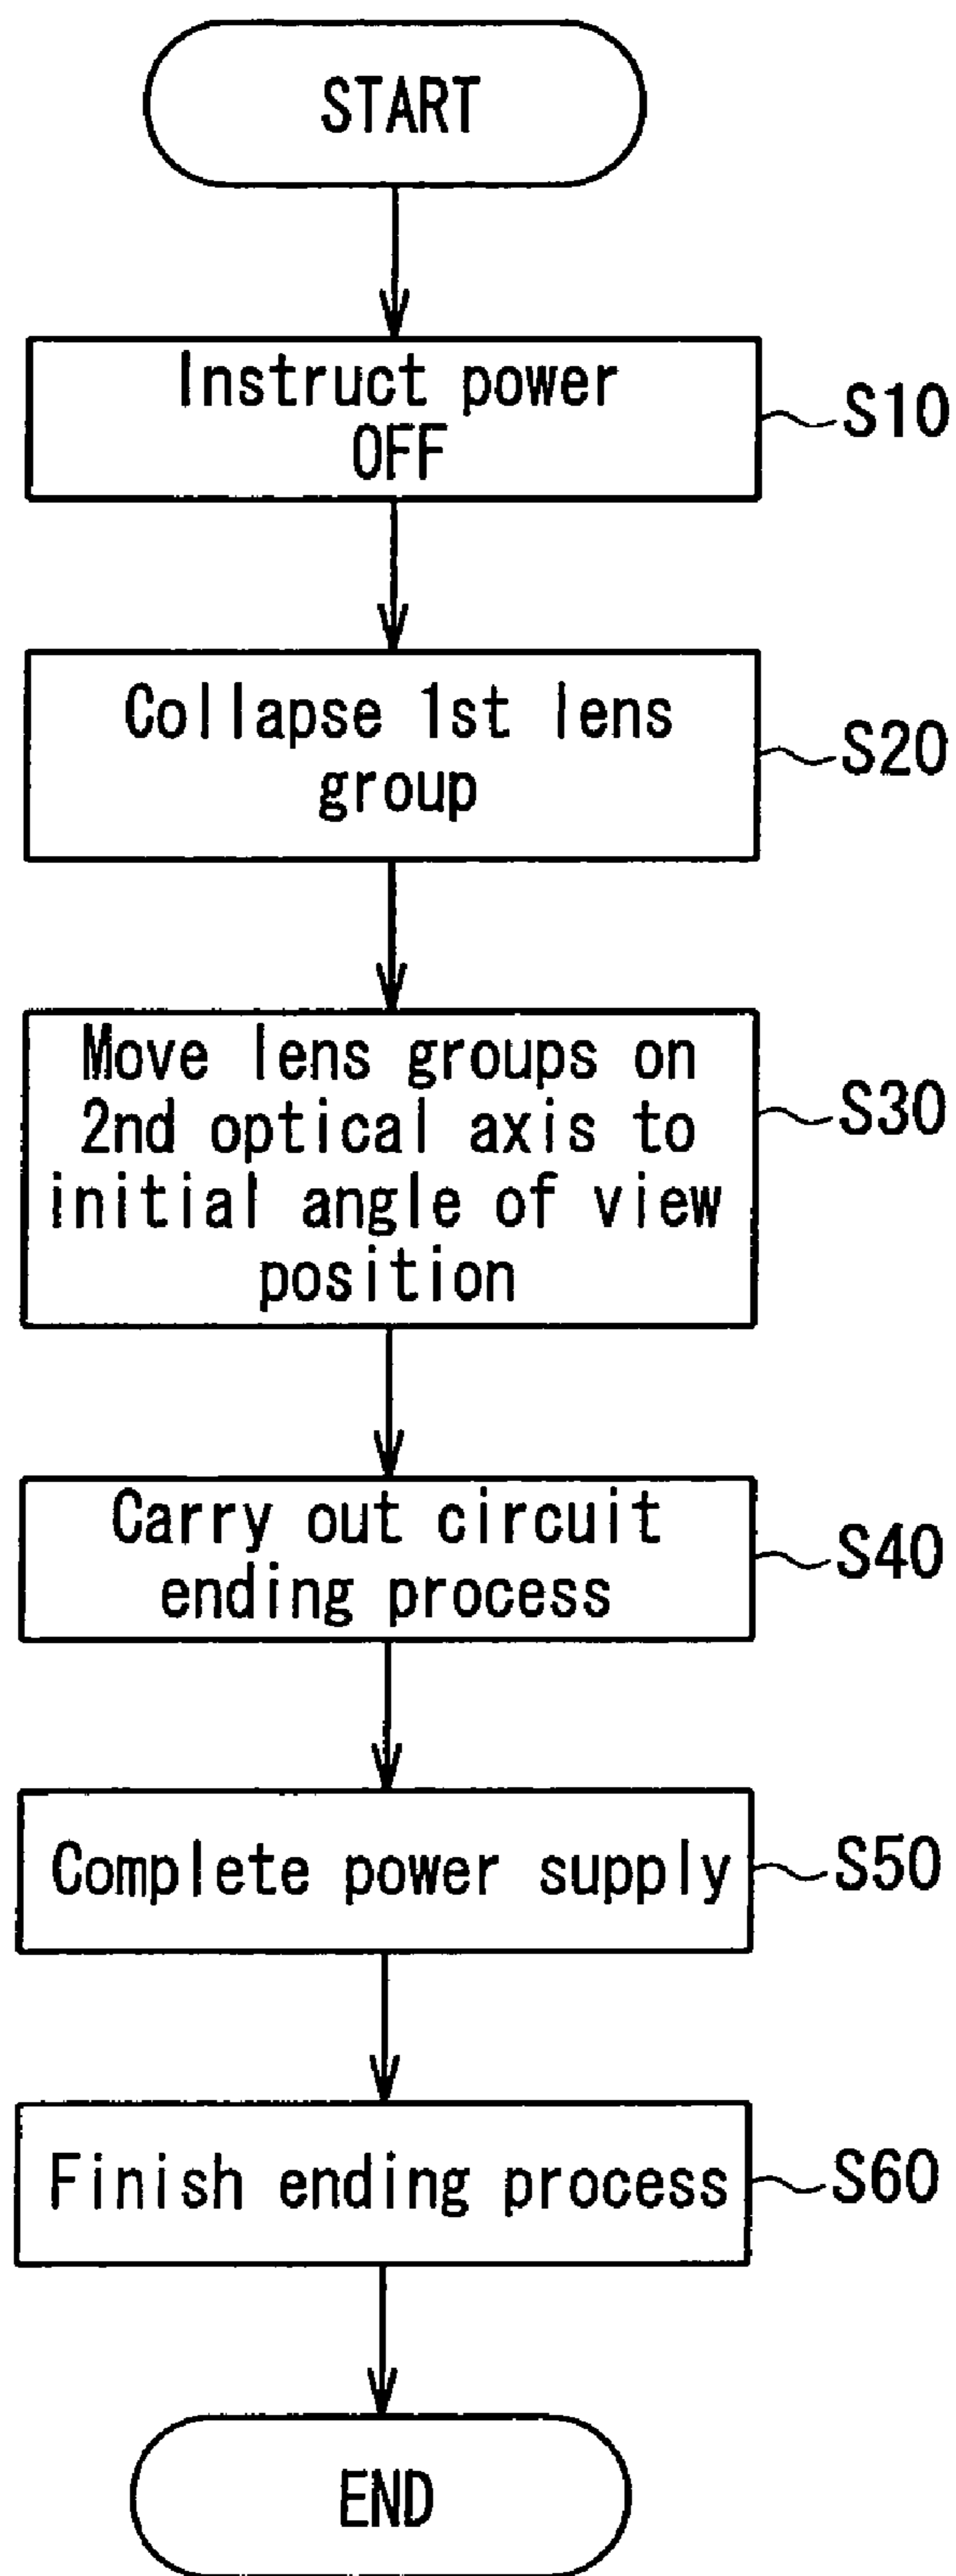 START
Instruct power
OFF
S10
Collapse 1st lens
group
S20
Move lens groups on
2nd optical axis to
initial angle of view
position
S30
Carry out circuit
ending process
S40
Complete power supply
S50
Finish ending process
S60
END